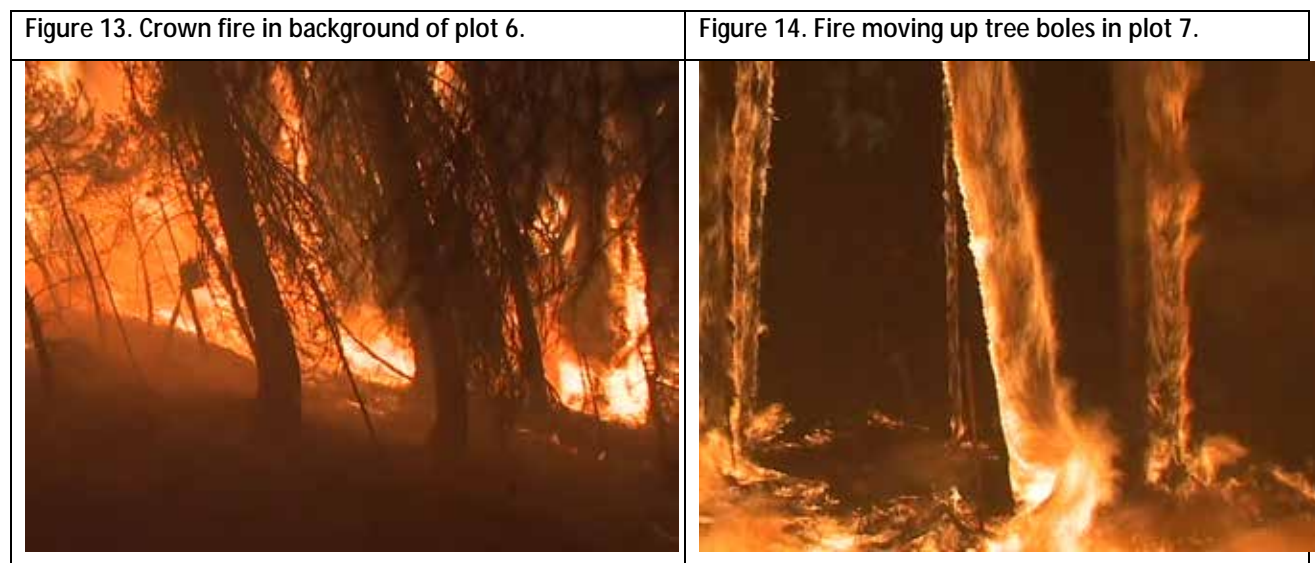 Figure 13. Crown fire in background of plot 6.
Figure 14. Fire moving up tree boles in plot 7.